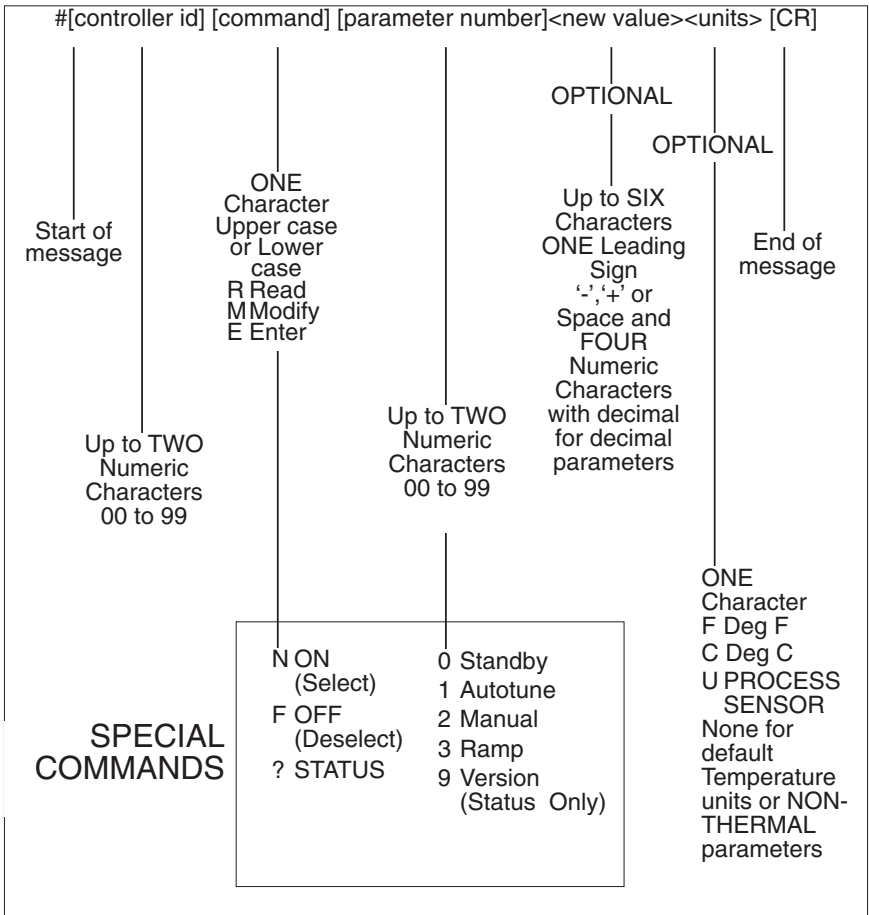 #[controller id] [command] [parameter number]<new value><units> [CR]
Start of
message
Up to TWO
Numeric
Characters
00 to 99
ONE
Character
Upper case
or Lower
case
R Read
M Modify
E Enter
Up to TWO
Numeric
Characters
00 to 99
OPTIONAL
Up to SIX
Characters
ONE Leading
Sign
‘-’,‘+’ or
Space and
FOUR
Numeric
Characters
with decimal
for decimal
parameters
OPTIONAL
ONE
Character
F Deg F
C Deg C
U PROCESS
SENSOR
None for
default
Temperature
units or NON-
THERMAL
parameters
End of
message
SPECIAL
COMMANDS
N ON
(Select)
F OFF
(Deselect)
? STATUS
0 Standby
1 Autotune
2 Manual
3 Ramp
9 Version
(Status Only)